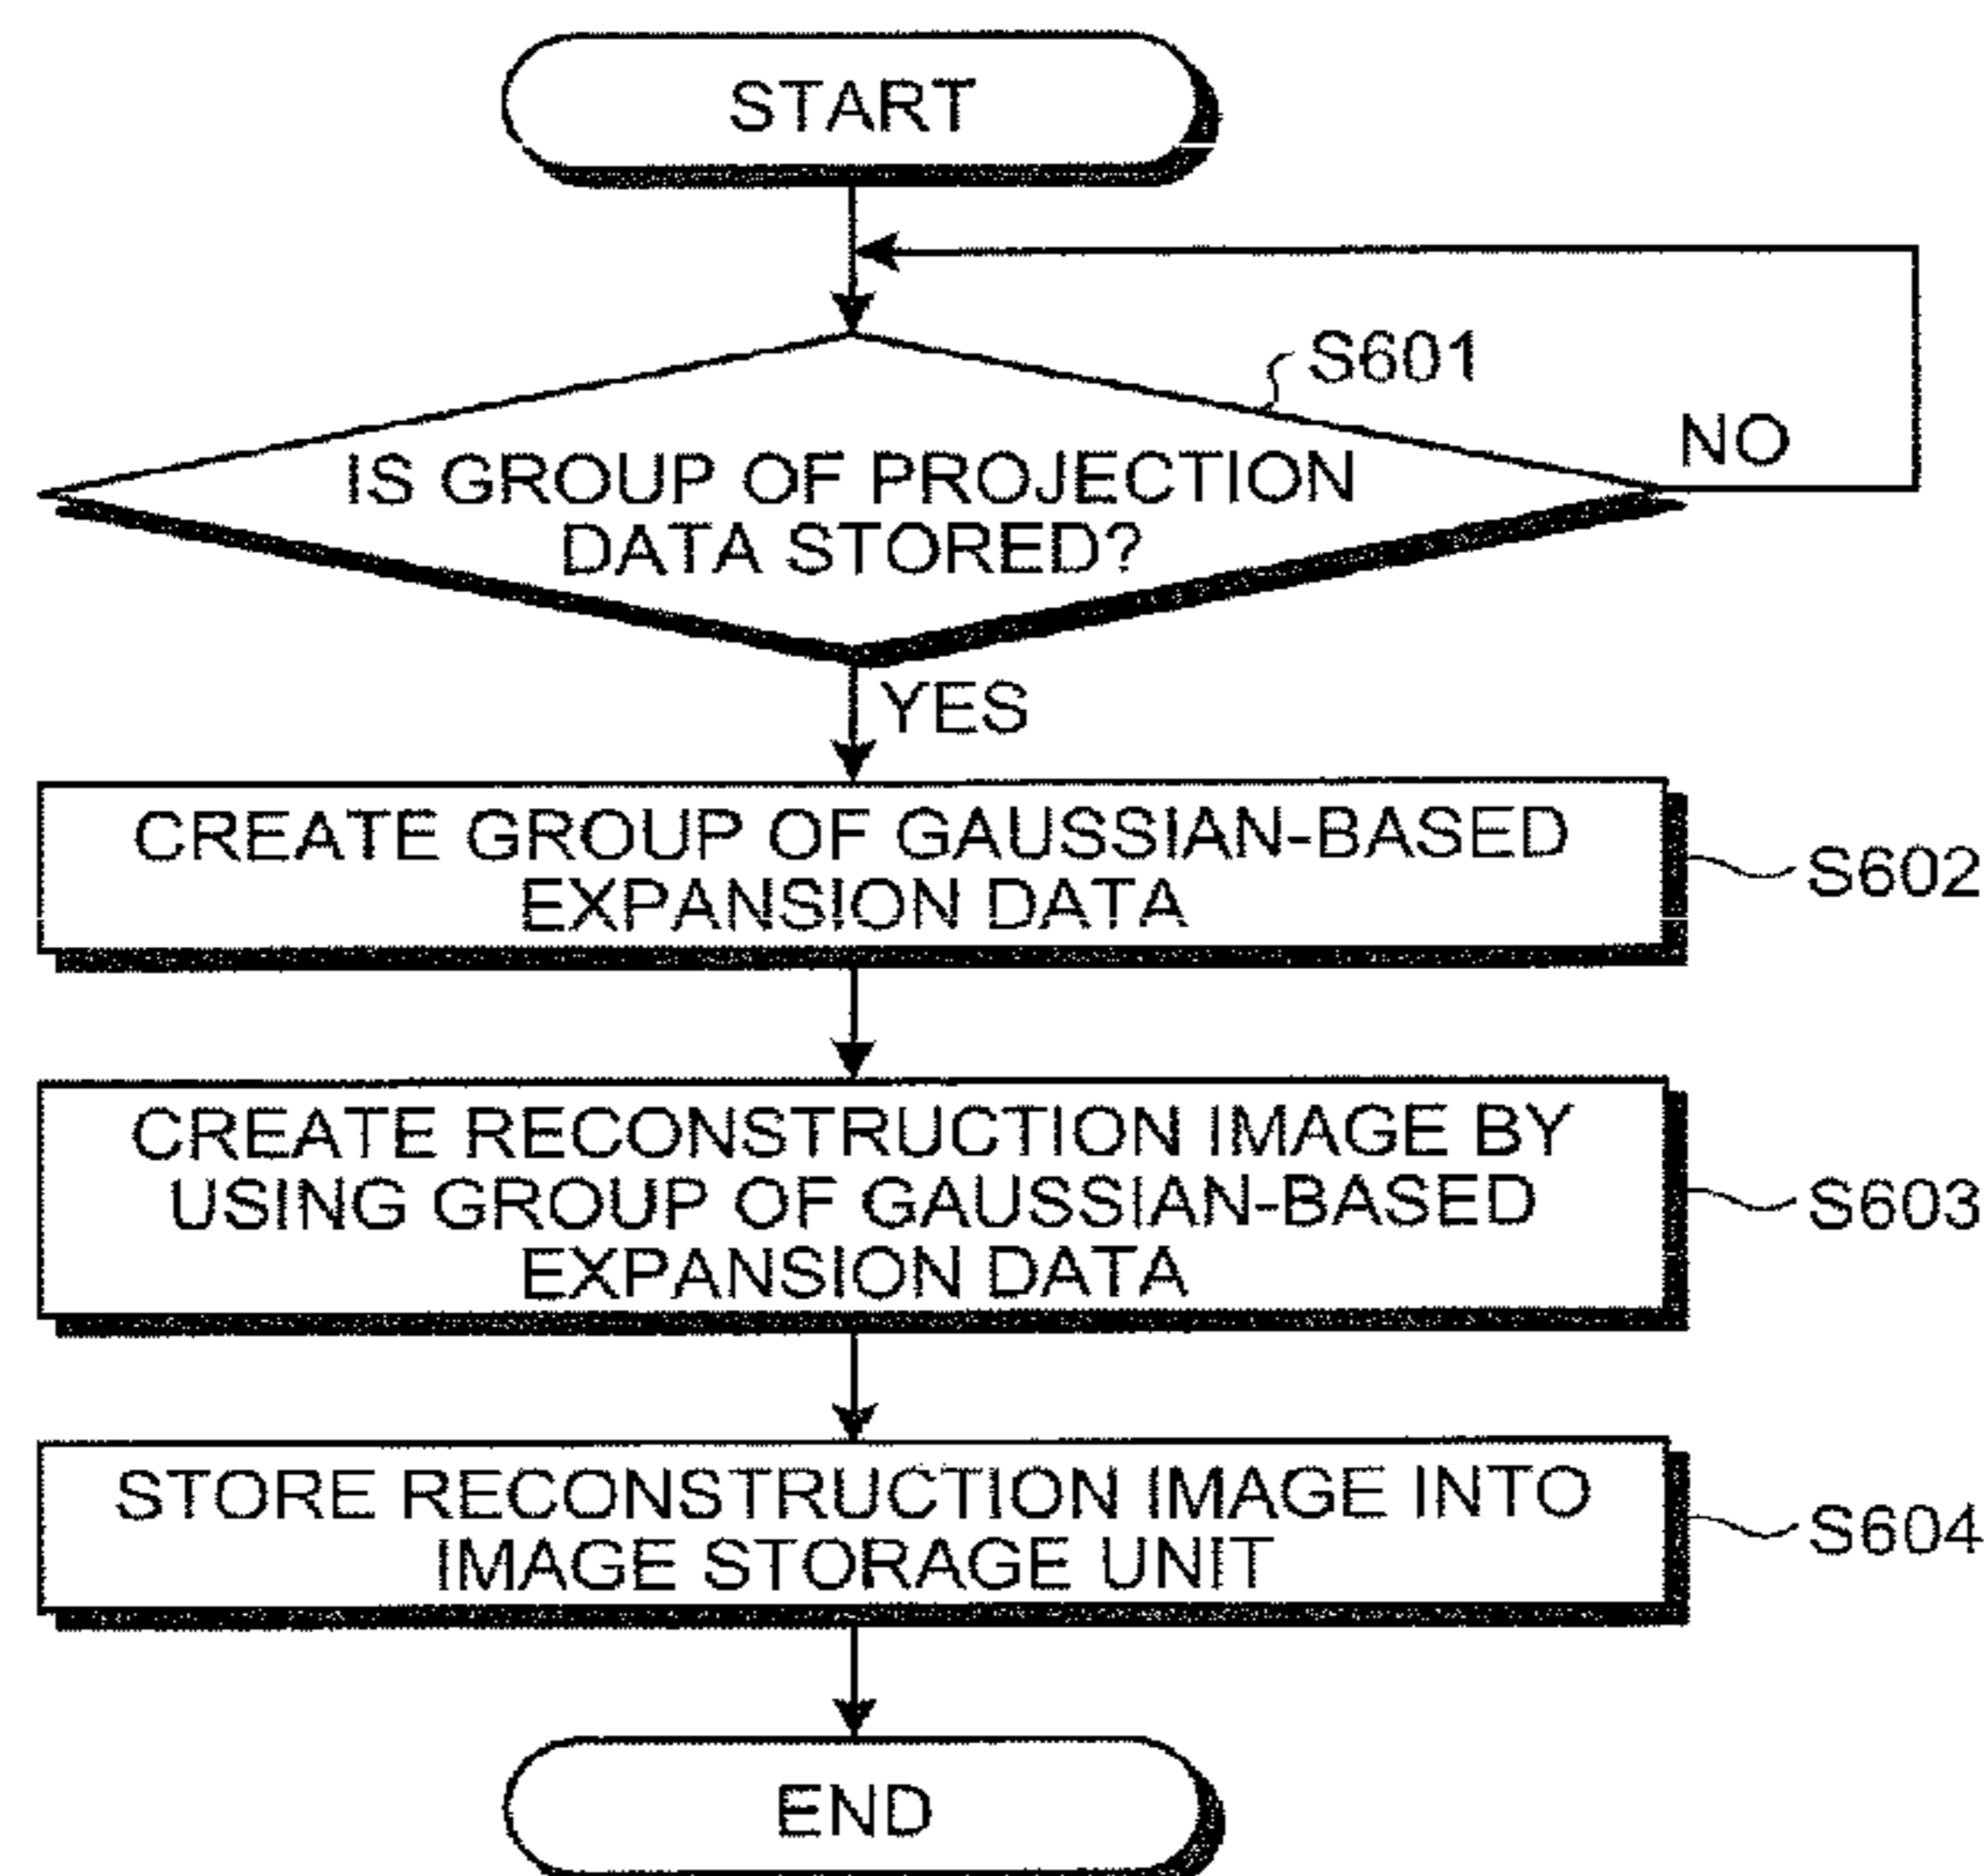 START
S601
NO
IS GROUP OF PROJECTION
DATA STORED?
YES
CREATE GROUP OF GAUSSIAN-BASED
EXPANSION DATA
S602
CREATE RECONSTRUCTION IMAGE BY
USING GROUP OF GAUSSIAN-BASED
EXPANSION DATA
S603
STORE RECONSTRUCTION IMAGE INTO
IMAGE STORAGE UNIT
S604
END